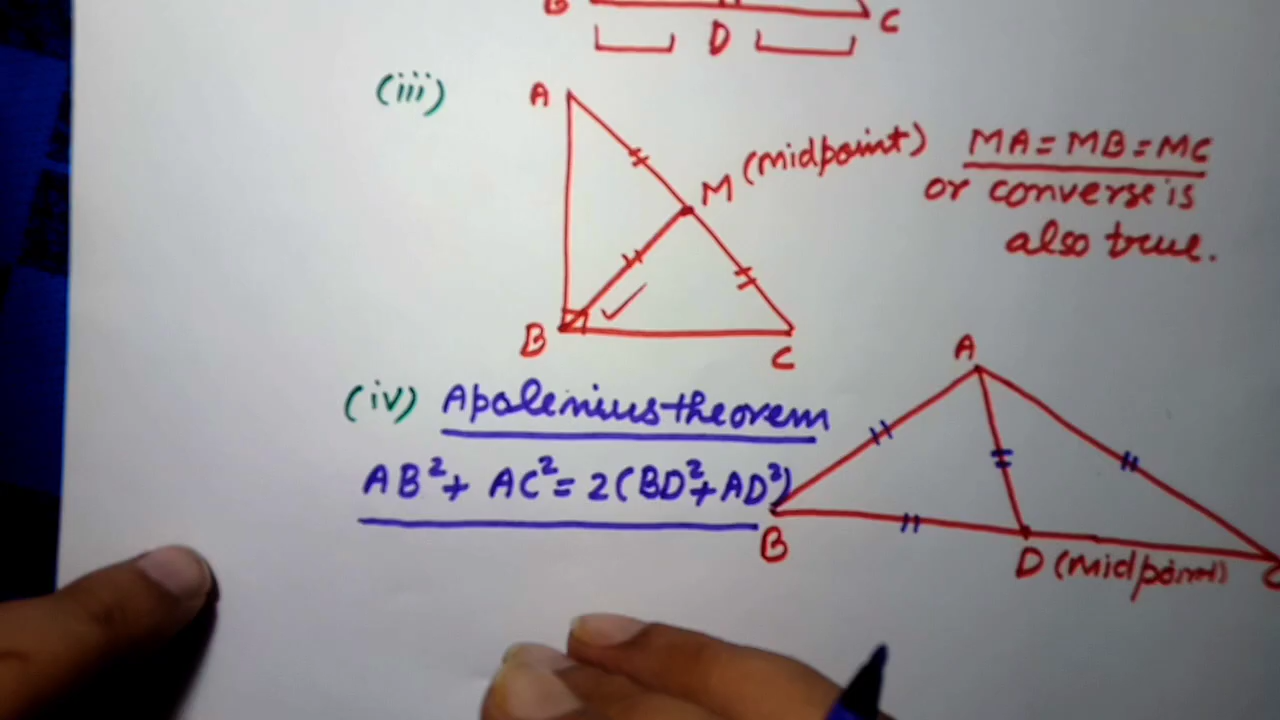 B
C
D
(iii)
A
M (midpoint)
MA = MB = MC
or converse is
also true.
B
C
(iv) Apolenius theorem
AB² + AC² = 2(BD² + AD²)
A
B
D (midpoint)
C